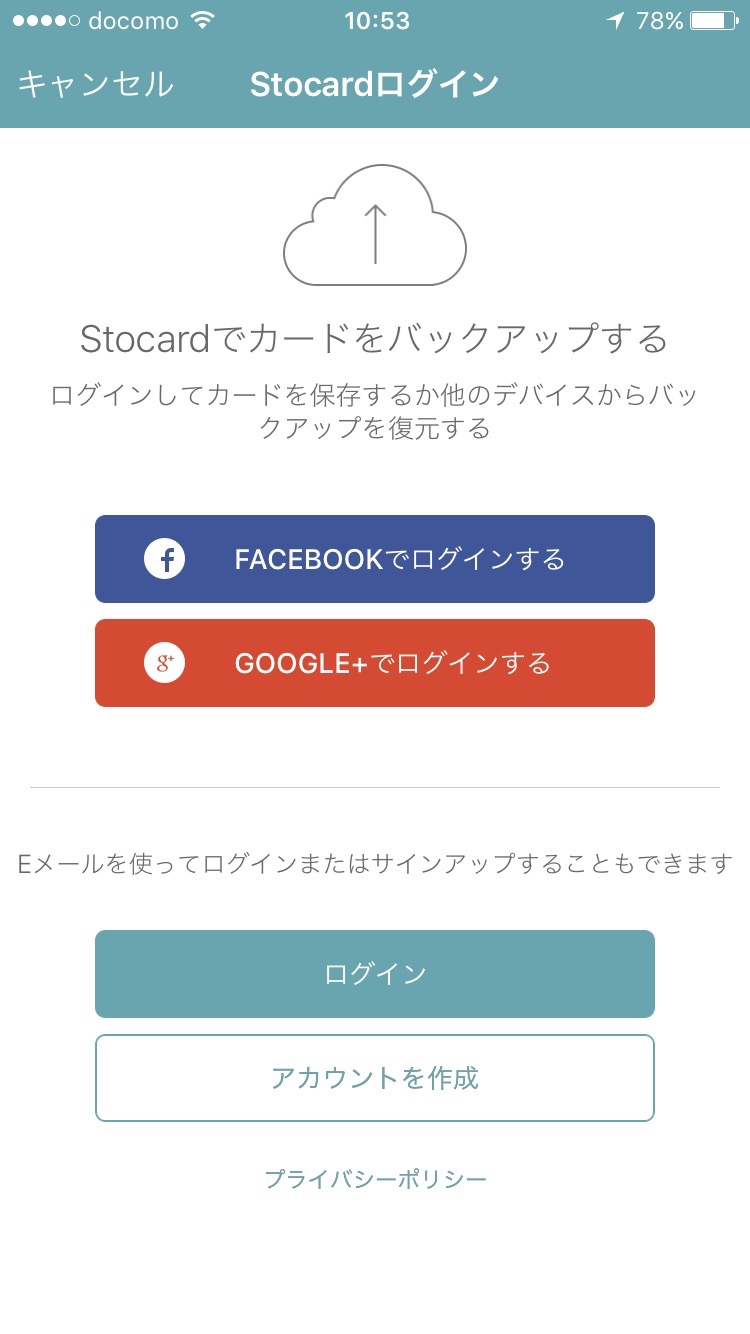 docomo 10:53 78%
キャンセル Stocardログイン
Stocardでカードをバックアップする
ログインしてカードを保存するか他のデバイスからバッ
クアップを復元する
FACEBOOKでログインする
g+ GOOGLE+でログインする
Eメールを使ってログインまたはサインアップすることもできます
ログイン
アカウントを作成
プライバシーポリシー